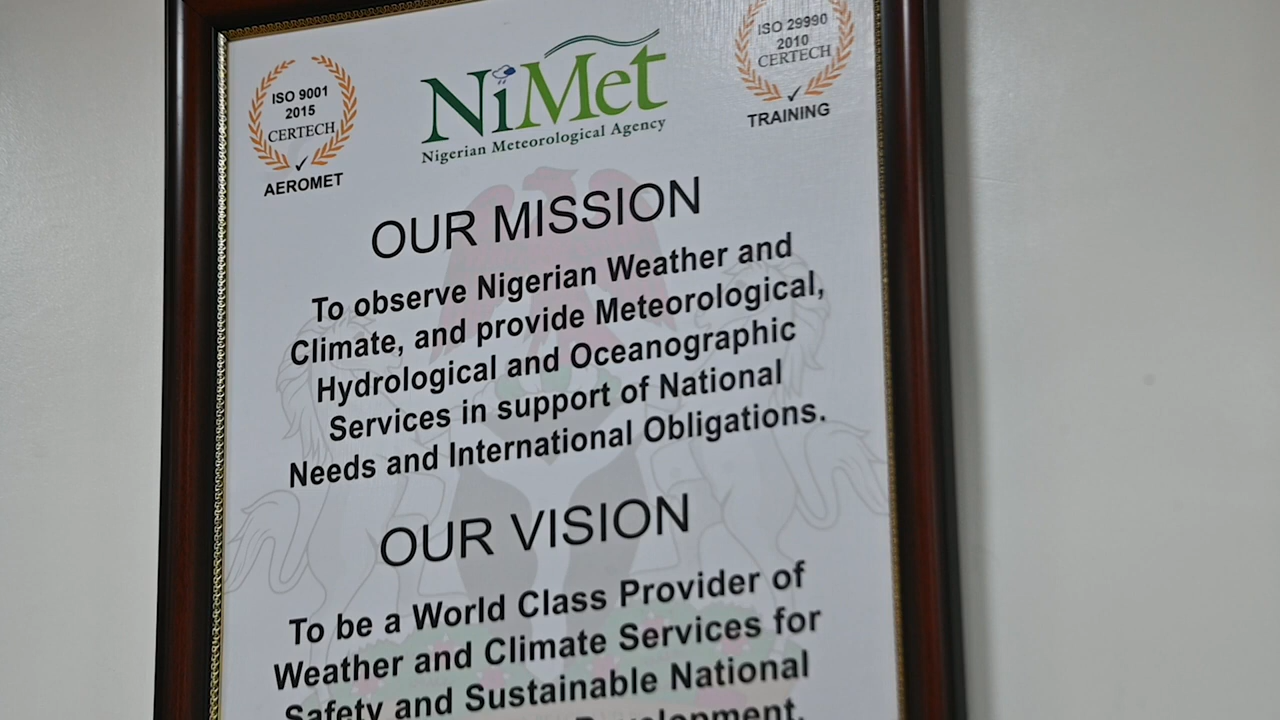 ISO 9001
2015
CERTECH
AEROMET
NiMet
Nigerian Meteorological Agency
ISO 29990
2010
CERTECH
TRAINING
OUR MISSION
To observe Nigerian Weather and
Climate, and provide Meteorological,
Hydrological and Oceanographic
Services in support of National
Needs and International Obligations.
OUR VISION
To be a World Class Provider of
Weather and Climate Services for
Safety and Sustainable National
Development.